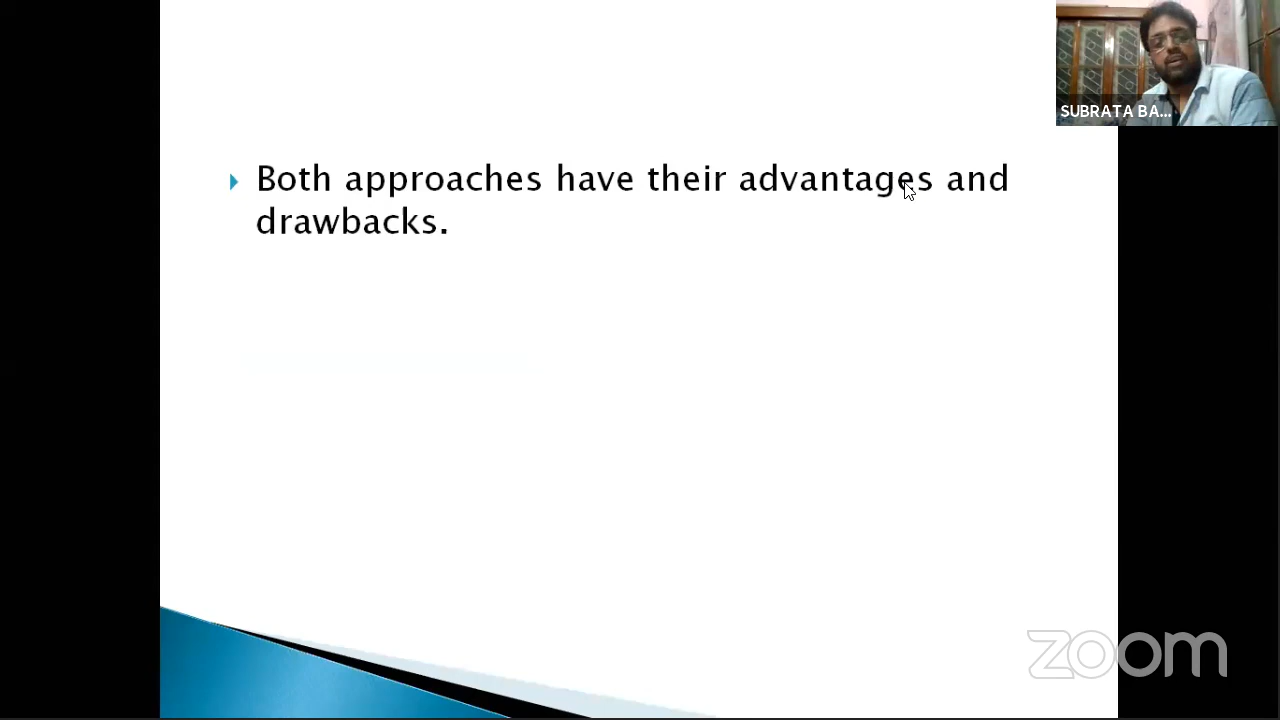 SUBRATA BA...
Both approaches have their advantages and
drawbacks.
zoom